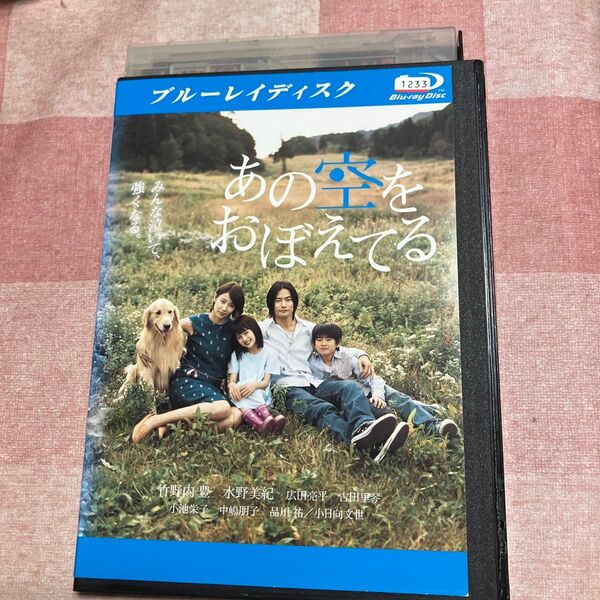 ブルーレイディスク
1233
Blu-ray Disc
TM
みんな泣いて、
強くなる。
あの空を
おぼえてる
竹野内 豊 水野美紀 広田亮平 吉田里琴
小池栄子 中嶋朋子 品川 祐/小日向文世